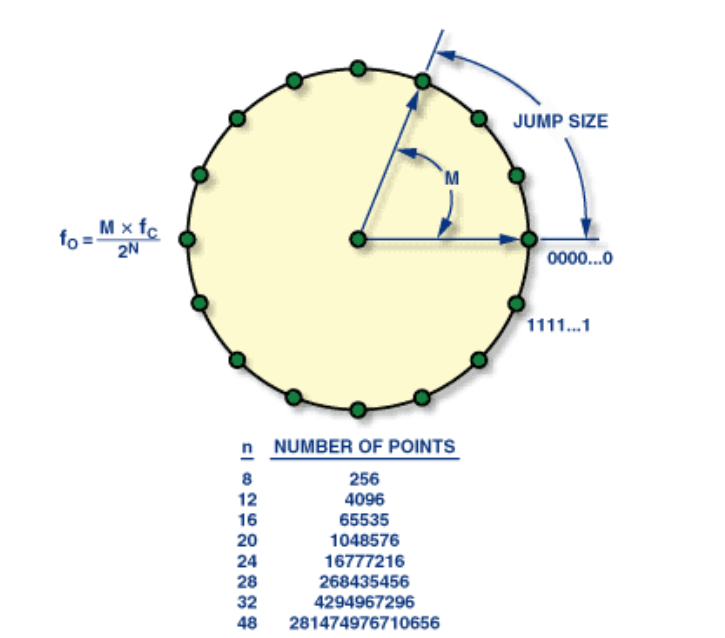 JUMP SIZE
M
fO = M × fC / 2N
0000...0
1111...1
n NUMBER OF POINTS
8 256
12 4096
16 65535
20 1048576
24 16777216
28 268435456
32 4294967296
48 281474976710656